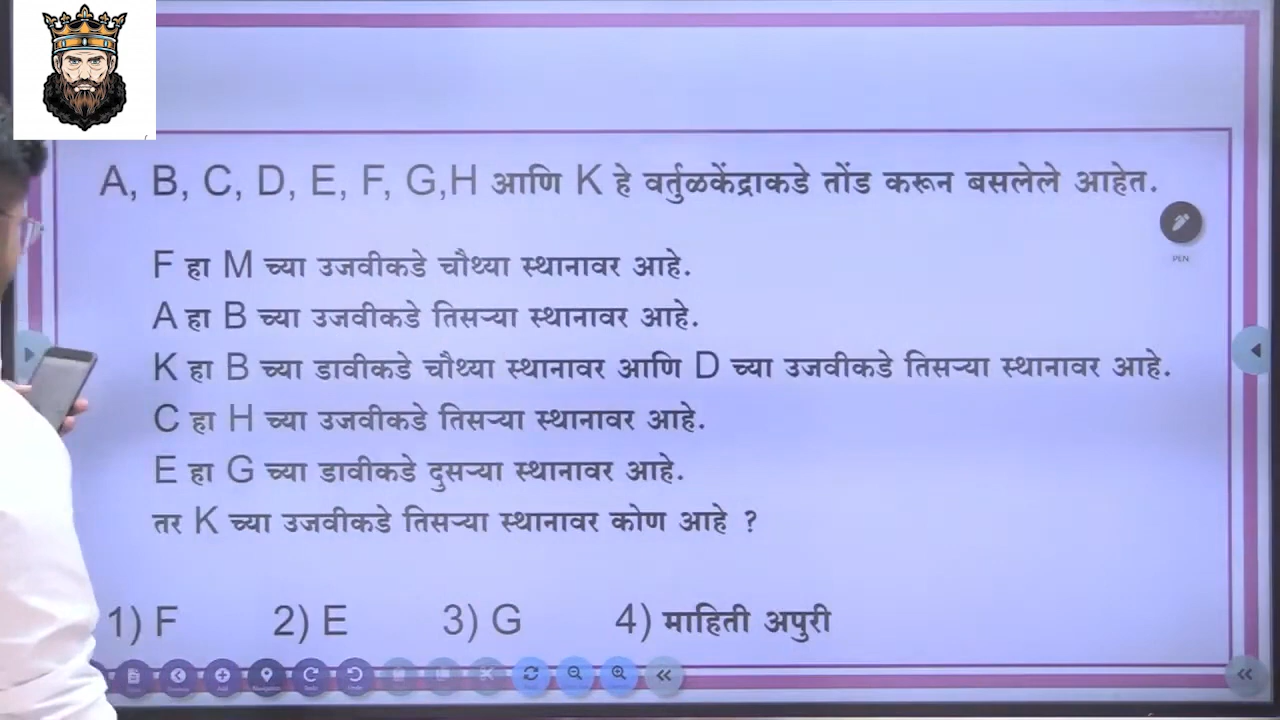 A, B, C, D, E, F, G,H आणि K हे वर्तुळकेंद्राकडे तोंड करून बसलेले आहेत.
PEN
F हा M च्या उजवीकडे चौथ्या स्थानावर आहे.
A हा B च्या उजवीकडे तिसऱ्या स्थानावर आहे.
K हा B च्या डावीकडे चौथ्या स्थानावर आणि D च्या उजवीकडे तिसऱ्या स्थानावर आहे.
C हा H च्या उजवीकडे तिसऱ्या स्थानावर आहे.
E हा G च्या डावीकडे दुसऱ्या स्थानावर आहे.
तर K च्या उजवीकडे तिसऱ्या स्थानावर कोण आहे ?
1) F 2) E 3) G 4) माहिती अपुरी